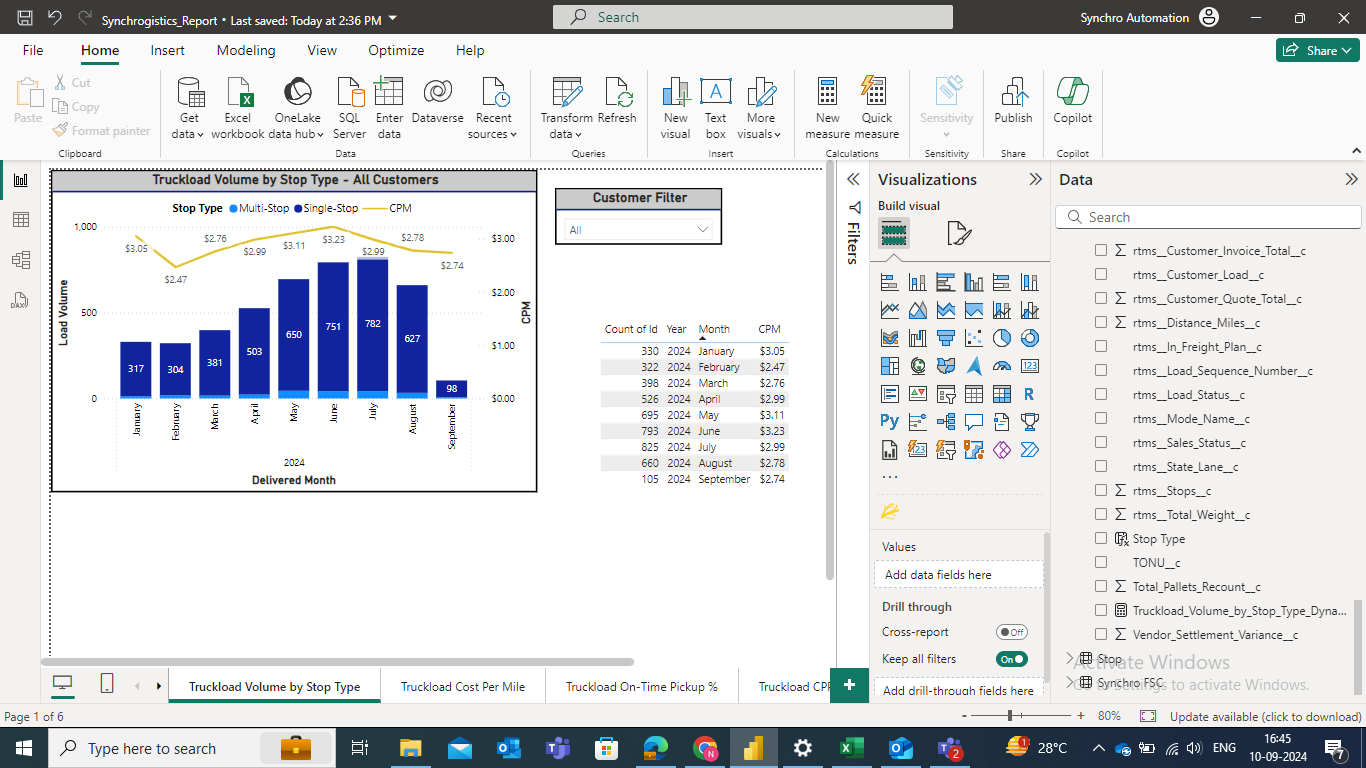 Synchrogistics_Report • Last saved: Today at 2:36 PM
Search
Synchro Automation
File Home Insert Modeling View Optimize Help
Share
Paste
Cut
Copy
Format painter
Clipboard
Get data
Excel workbook
OneLake data hub
SQL Server
Enter data
Dataverse
Recent sources
Data
Transform data
Refresh
Queries
New visual
Text box
More visuals
Insert
New measure
Quick measure
Calculations
Sensitivity
Sensitivity
Publish
Share
Copilot
Copilot
Truckload Volume by Stop Type - All Customers
Stop Type Multi-Stop Single-Stop CPM
1,000
500
0
Load Volume
$3.05
$2.47
$2.76
$2.99
$3.11
$3.23
$2.99
$2.78
$2.74
317
304
381
503
650
751
782
627
98
$3.00
$2.00
$1.00
$0.00
CPM
January
February
March
April
May
June
July
August
September
2024
Delivered Month
Customer Filter
All
Count of Id Year Month CPM
330 2024 January $3.05
322 2024 February $2.47
398 2024 March $2.76
526 2024 April $2.99
695 2024 May $3.11
793 2024 June $3.23
825 2024 July $2.99
660 2024 August $2.78
105 2024 September $2.74
Filters
Visualizations
Build visual
123
R
Py
123
...
Values
Add data fields here
Drill through
Cross-report
Off
Keep all filters
On
Add drill-through fields here
Data
Search
rtms__Customer_Invoice_Total__c
rtms__Customer_Load__c
rtms__Customer_Quote_Total__c
rtms__Distance_Miles__c
rtms__In_Freight_Plan__c
rtms__Load_Sequence_Number__c
rtms__Load_Status__c
rtms__Mode_Name__c
rtms__Sales_Status__c
rtms__State_Lane__c
rtms__Stops__c
rtms__Total_Weight__c
Stop Type
TONU__c
Total_Pallets_Recount__c
Truckload_Volume_by_Stop_Type_Dyna...
Vendor_Settlement_Variance__c
Stop
Synchro FSC
Activate Windows
Go to Settings to activate Windows.
Truckload Volume by Stop Type
Truckload Cost Per Mile
Truckload On-Time Pickup %
Truckload CP
Page 1 of 6
- + 80%
Update available (click to download)
Type here to search
28°C
ENG
16:45
10-09-2024